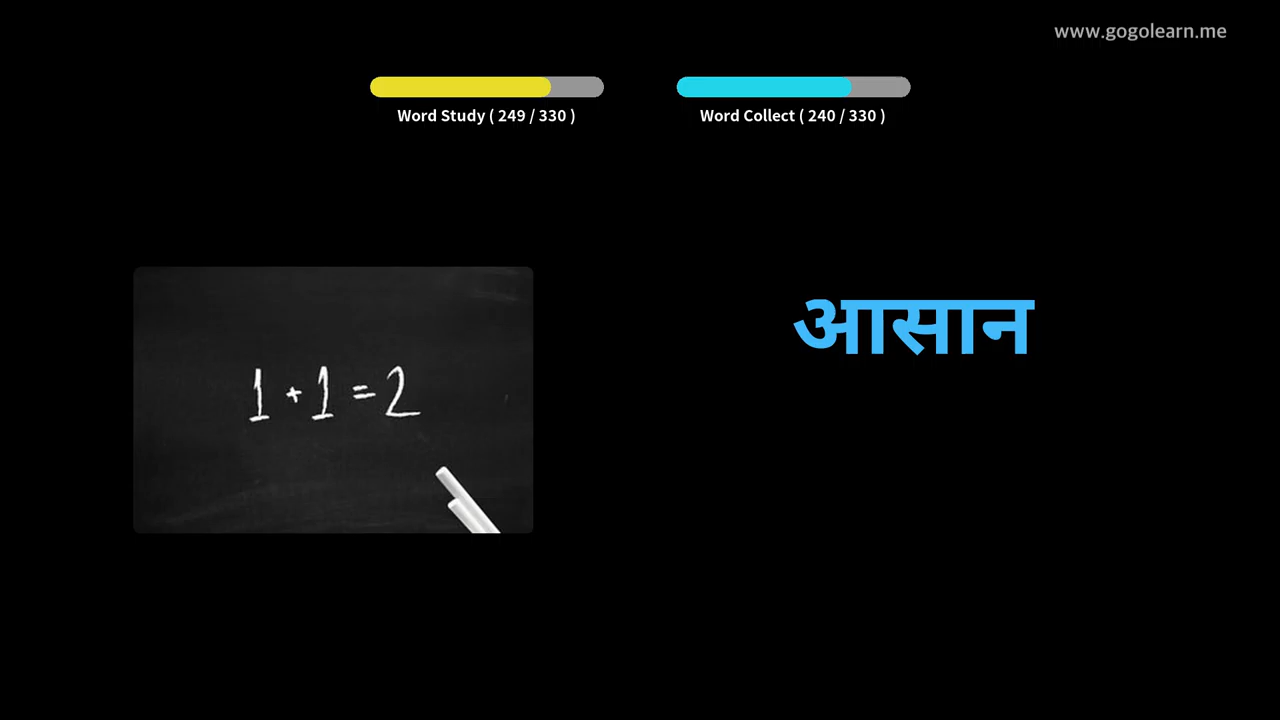 www.gogolearn.me
Word Study ( 249 / 330 )
Word Collect ( 240 / 330 )
आसान
1 + 1 = 2